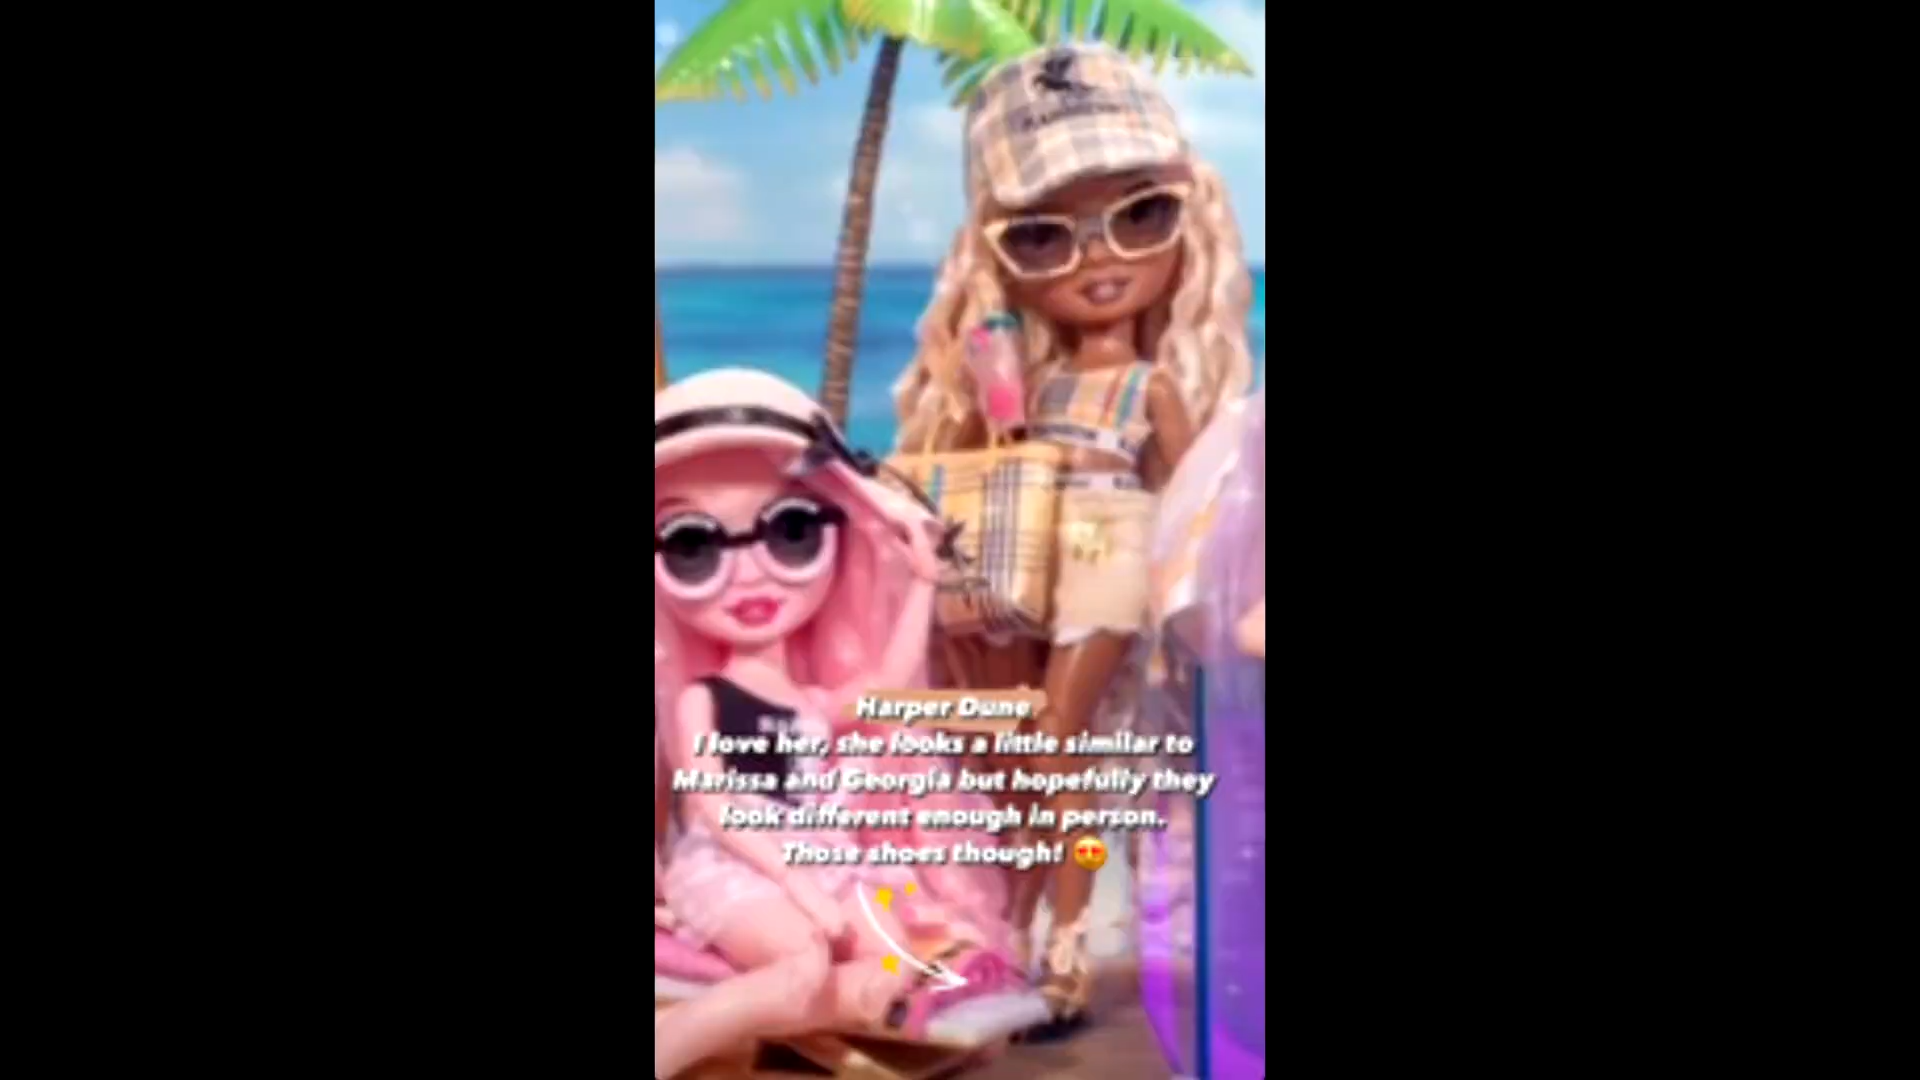 Harper Dune
I love her, she looks a little similar to
Marissa and Georgia but hopefully they
look different enough in person.
Those shoes though! 😍